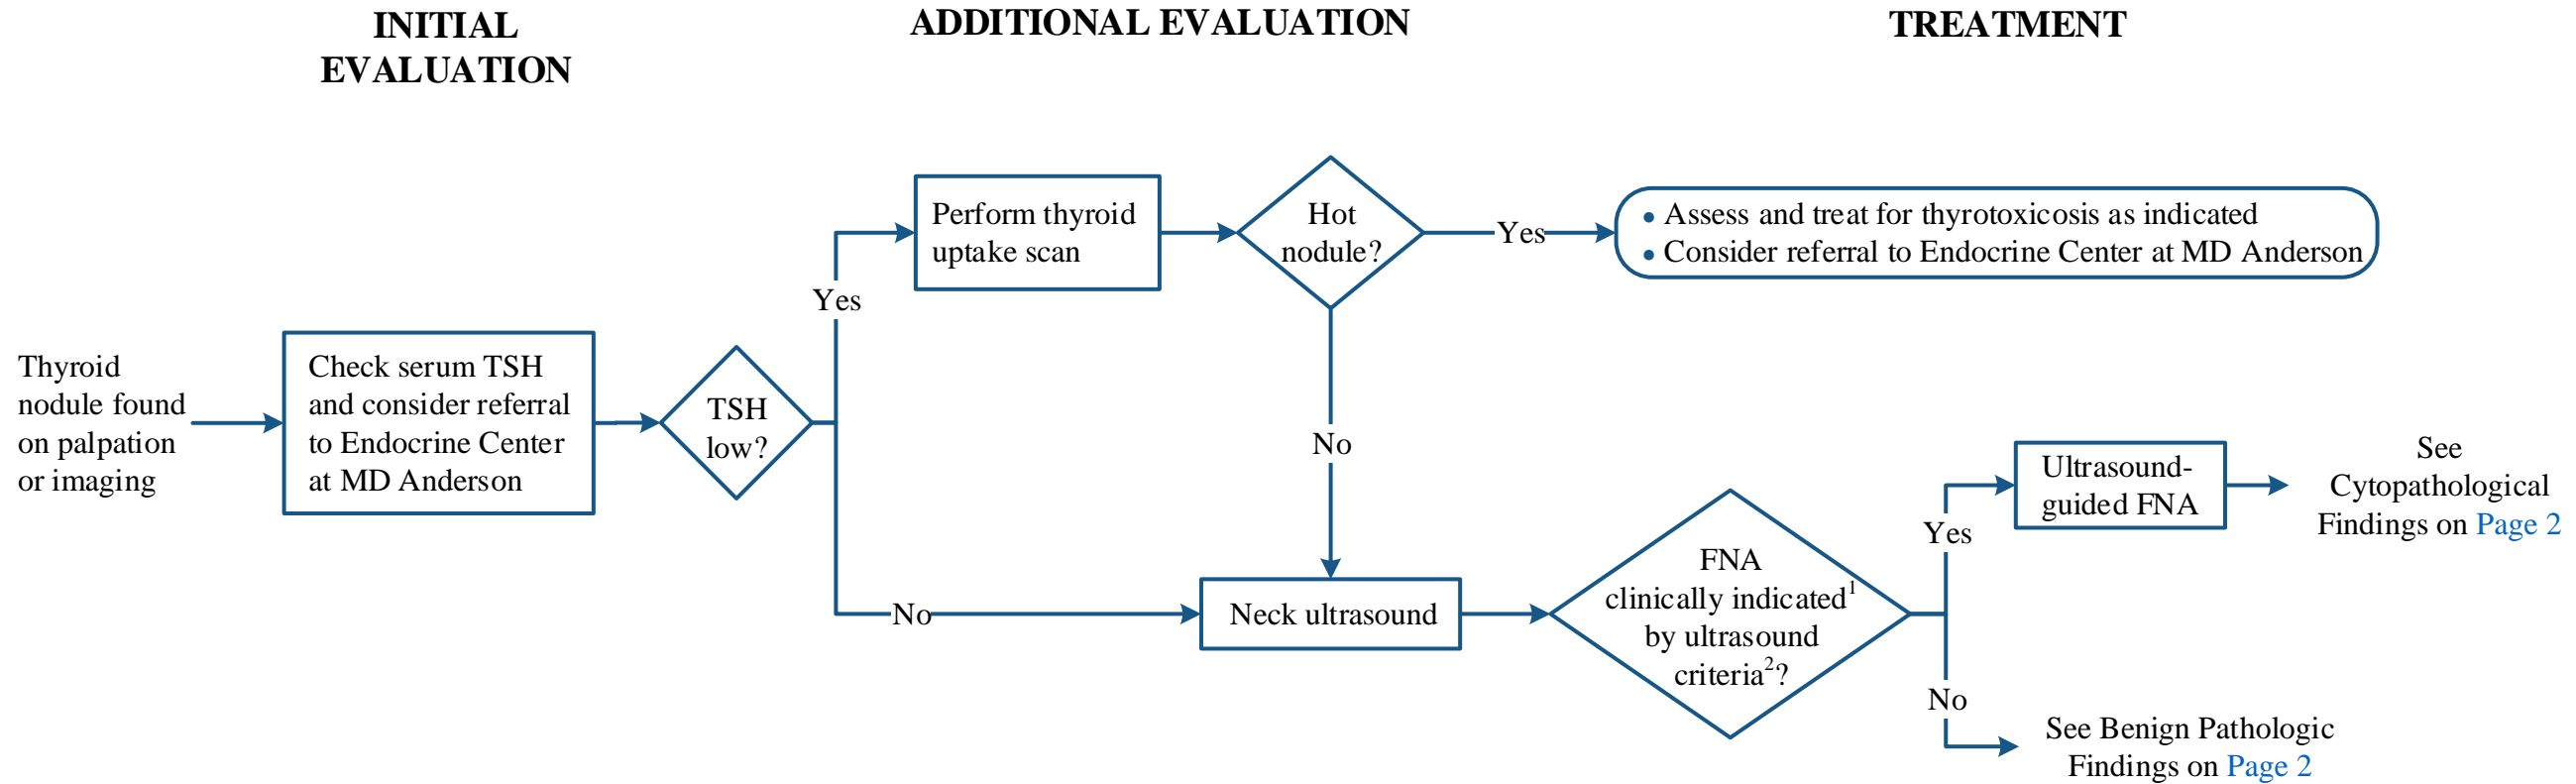 INITIAL
EVALUATION
ADDITIONAL EVALUATION
TREATMENT
Thyroid
nodule found
on palpation
or imaging
Check serum TSH
and consider referral
to Endocrine Center
at MD Anderson
TSH
low?
Yes
Perform thyroid
uptake scan
Hot
nodule?
Yes
• Assess and treat for thyrotoxicosis as indicated
• Consider referral to Endocrine Center at MD Anderson
No
No
Neck ultrasound
FNA
clinically indicated¹
by ultrasound
criteria²?
Yes
Ultrasound-
guided FNA
See
Cytopathological
Findings on Page 2
No
See Benign Pathologic
Findings on Page 2